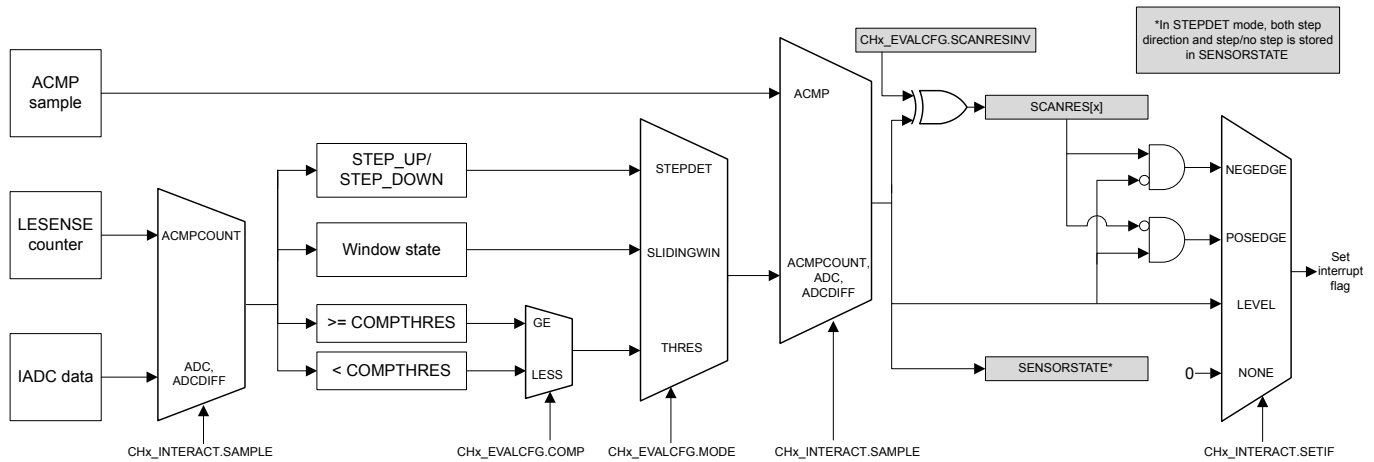 ACMP
sample
LESENSE
counter
IADC data
ACMPCOUNT
ADC,
ADCDIFF
CHx_INTERACT.SAMPLE
STEP_UP/
STEP_DOWN
Window state
>= COMPTHRES
< COMPTHRES
GE
LESS
CHx_EVALCFG.COMP
STEPDET
SLIDINGWIN
THRES
CHx_EVALCFG.MODE
ACMP
ACMPCOUNT,
ADC,
ADCDIFF
CHx_INTERACT.SAMPLE
CHx_EVALCFG.SCANRESINV
SCANRES[x]
SENSORSTATE*
*In STEPDET mode, both step
direction and step/no step is stored
in SENSORSTATE
NEGEDGE
POSEDGE
LEVEL
0
NONE
CHx_INTERACT.SETIF
Set
interrupt
flag